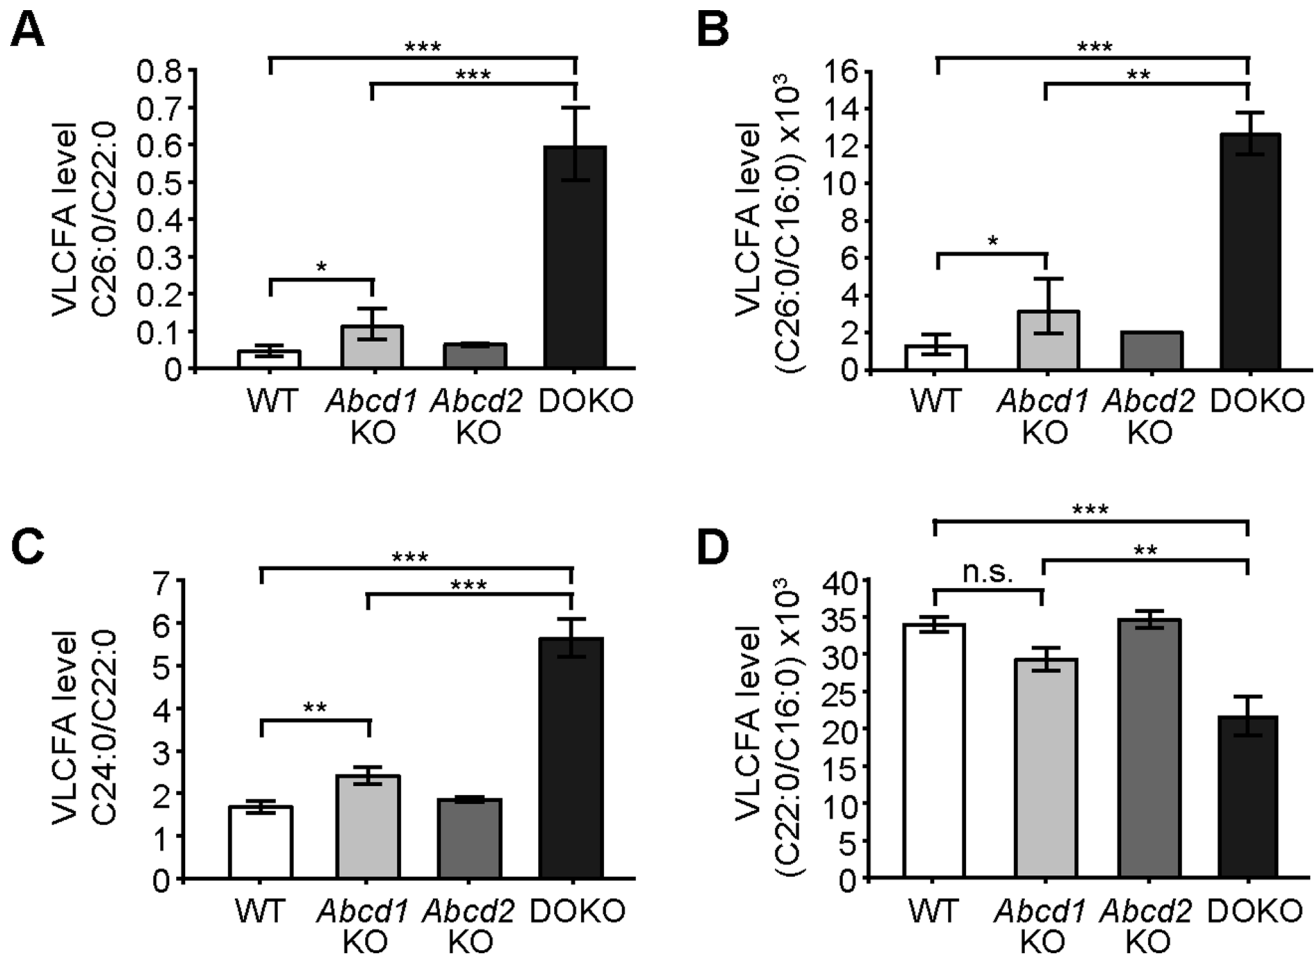 A
***
***
*
VLCFA level
C26:0/C22:0
0.8
0.7
0.6
0.5
0.4
0.3
0.2
0.1
0
WT
Abcd1
KO
Abcd2
KO
DOKO
B
***
**
*
VLCFA level
(C26:0/C16:0) x10³
16
14
12
10
8
6
4
2
0
WT
Abcd1
KO
Abcd2
KO
DOKO
C
***
***
**
VLCFA level
C24:0/C22:0
7
6
5
4
3
2
1
0
WT
Abcd1
KO
Abcd2
KO
DOKO
D
***
**
n.s.
VLCFA level
(C22:0/C16:0) x10³
40
35
30
25
20
15
10
5
0
WT
Abcd1
KO
Abcd2
KO
DOKO